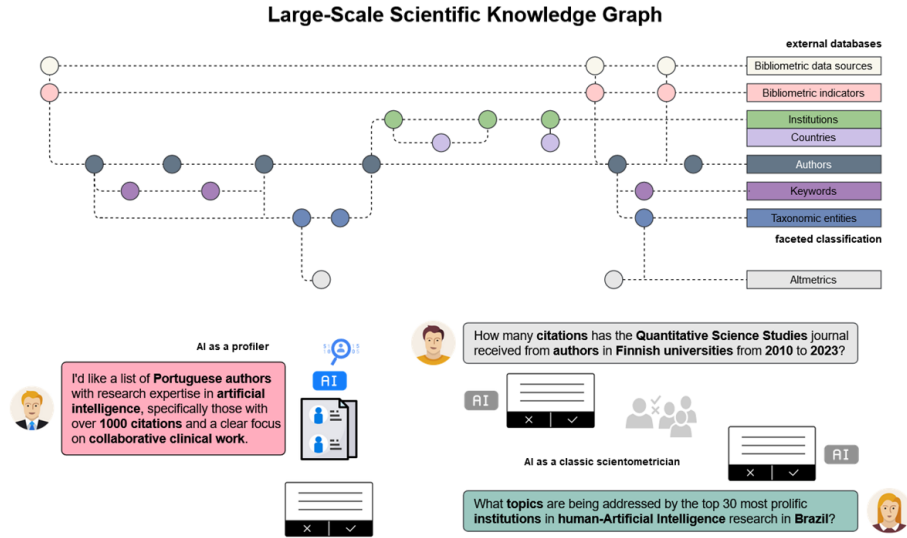 Large-Scale Scientific Knowledge Graph
external databases
Bibliometric data sources
Bibliometric indicators
Institutions
Countries
Authors
Keywords
Taxonomic entities
faceted classification
Altmetrics
AI as a profiler
I'd like a list of Portuguese authors
with research expertise in artificial
intelligence, specifically those with
over 1000 citations and a clear focus
on collaborative clinical work.
AI
How many citations has the Quantitative Science Studies journal
received from authors in Finnish universities from 2010 to 2023?
AI
AI as a classic scientometrician
AI
What topics are being addressed by the top 30 most prolific
institutions in human-Artificial Intelligence research in Brazil?